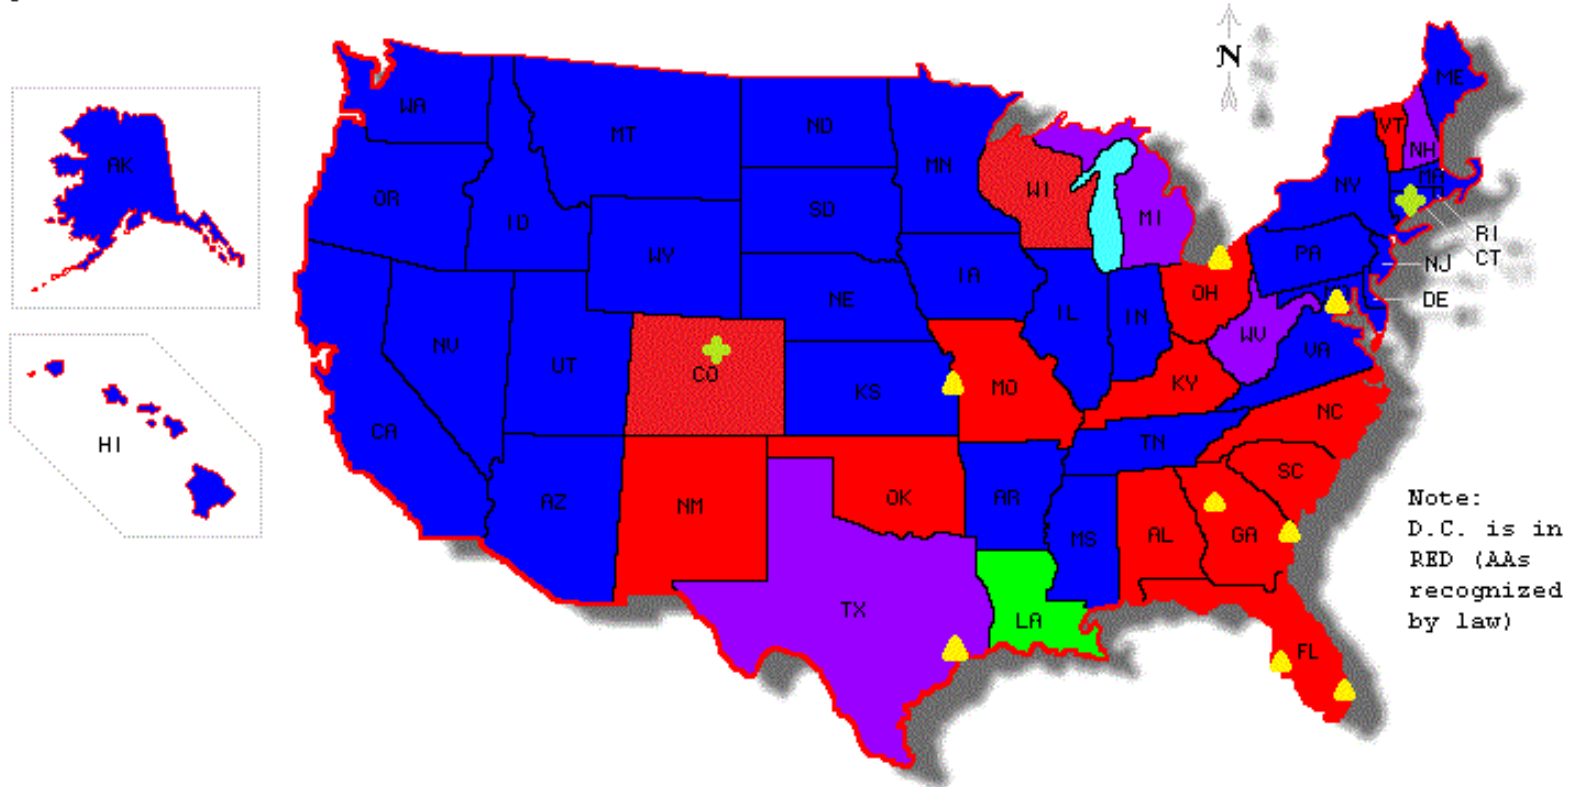 N
ME
WA
VT
MT
ND
NH
AK
MN
MA
WI
NY
OR
SD
MI
ID
RI
WY
PA
CT
NJ
IA
NE
OH
DE
IL
IN
WV
NV
VA
UT
CO
KY
MO
KS
NC
CA
HI
TN
SC
AZ
NM
OK
AR
GA
AL
MS
TX
LA
FL
Note:
D.C. is in
RED (AAs
recognized
by law)